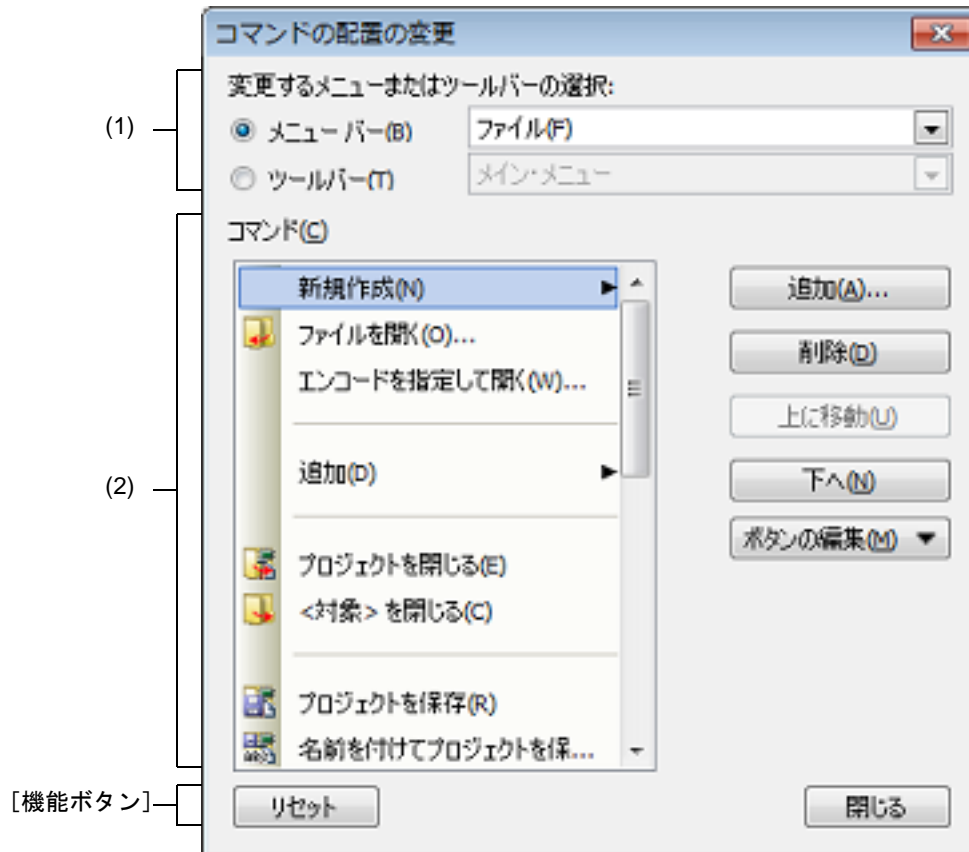 コマンドの配置の変更
(1)
変更するメニューまたはツールバーの選択:
メニュー バー(B)
ファイル(F)
ツールバー(T)
メイン・メニュー
(2)
コマンド(C)
新規作成(N)
ファイルを開く(O)...
エンコードを指定して開く(W)...
追加(D)
プロジェクトを閉じる(E)
<対象> を閉じる(C)
プロジェクトを保存(R)
名前を付けてプロジェクトを保...
追加(A)...
削除(D)
上に移動(U)
下へ(N)
ボタンの編集(M)
[機能ボタン]
リセット
閉じる